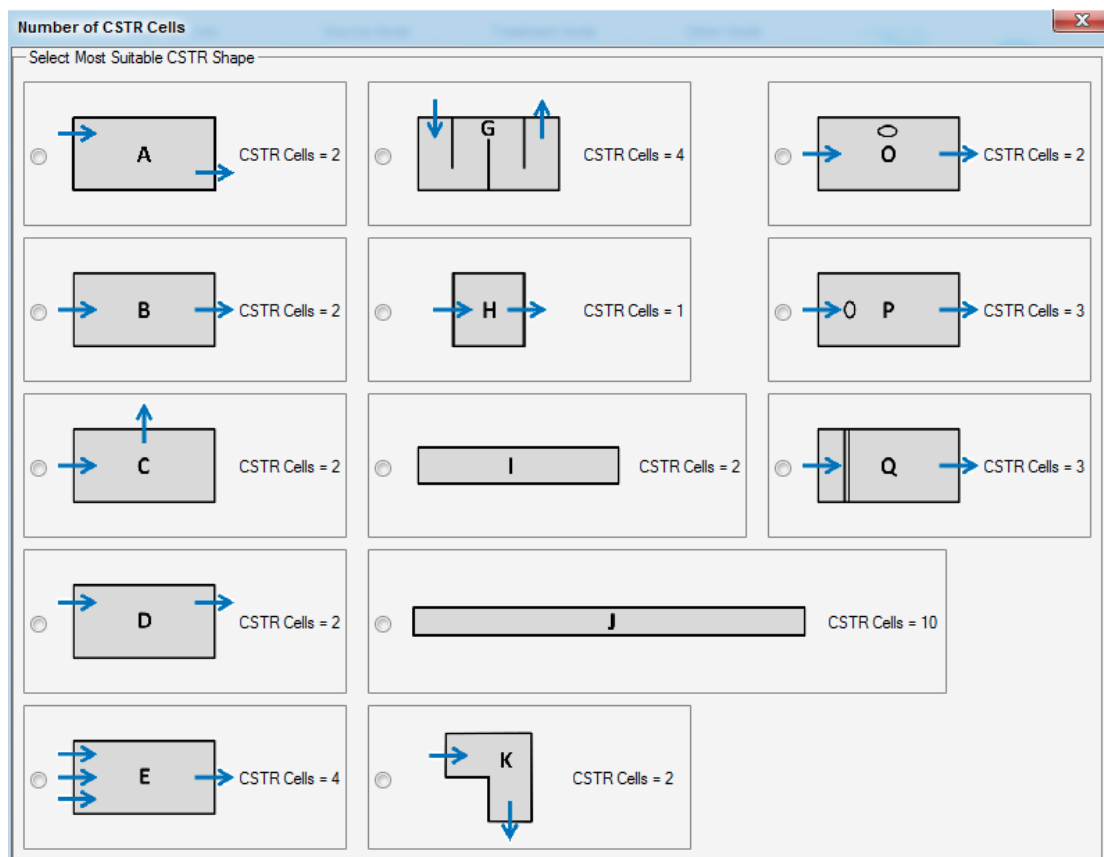 Number of CSTR Cells
Select Most Suitable CSTR Shape
A CSTR Cells = 2
G CSTR Cells = 4
O CSTR Cells = 2
B CSTR Cells = 2
H CSTR Cells = 1
P CSTR Cells = 3
C CSTR Cells = 2
I CSTR Cells = 2
Q CSTR Cells = 3
D CSTR Cells = 2
J CSTR Cells = 10
E CSTR Cells = 4
K CSTR Cells = 2